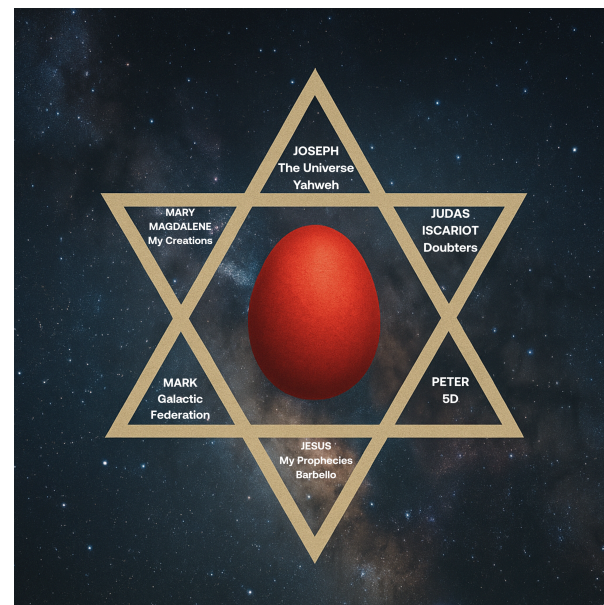 JOSEPH
The Universe
Yahweh
MARY
MAGDALENE
My Creations
JUDAS
ISCARIOT
Doubters
MARK
Galactic
Federation
PETER
5D
JESUS
My Prophecies
Barbello